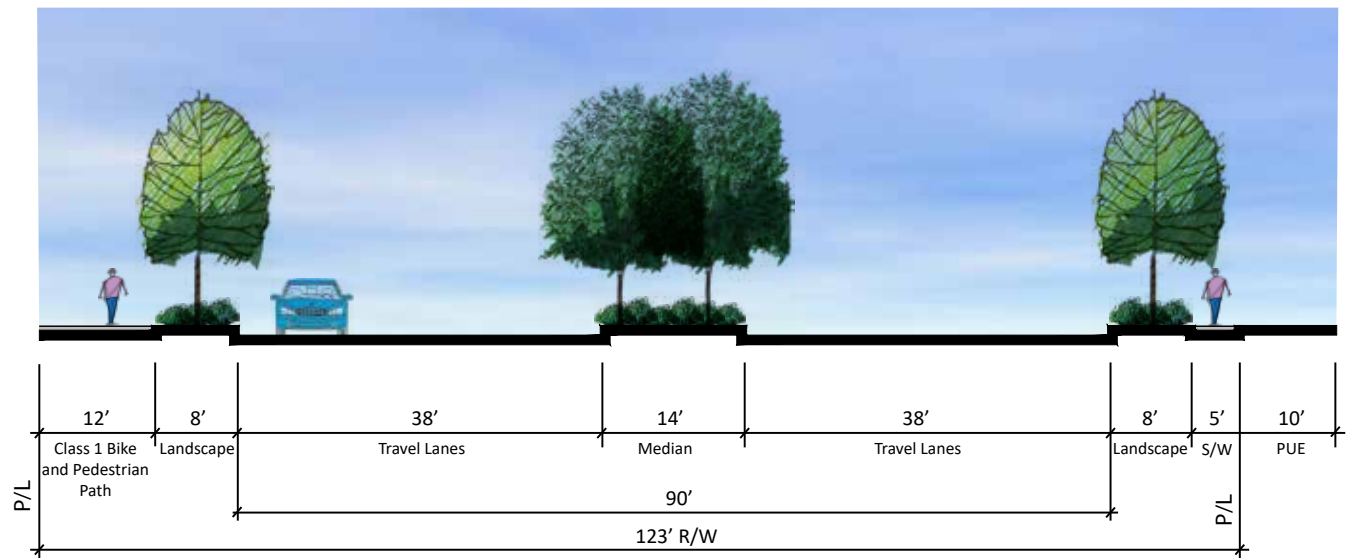 12’ 8’ 38’ 14’ 38’ 8’ 5’ 10’
Class 1 Bike
and Pedestrian
Path
Landscape
Travel Lanes
Median
Travel Lanes
Landscape
S/W
PUE
P/L
90’
P/L
123’ R/W